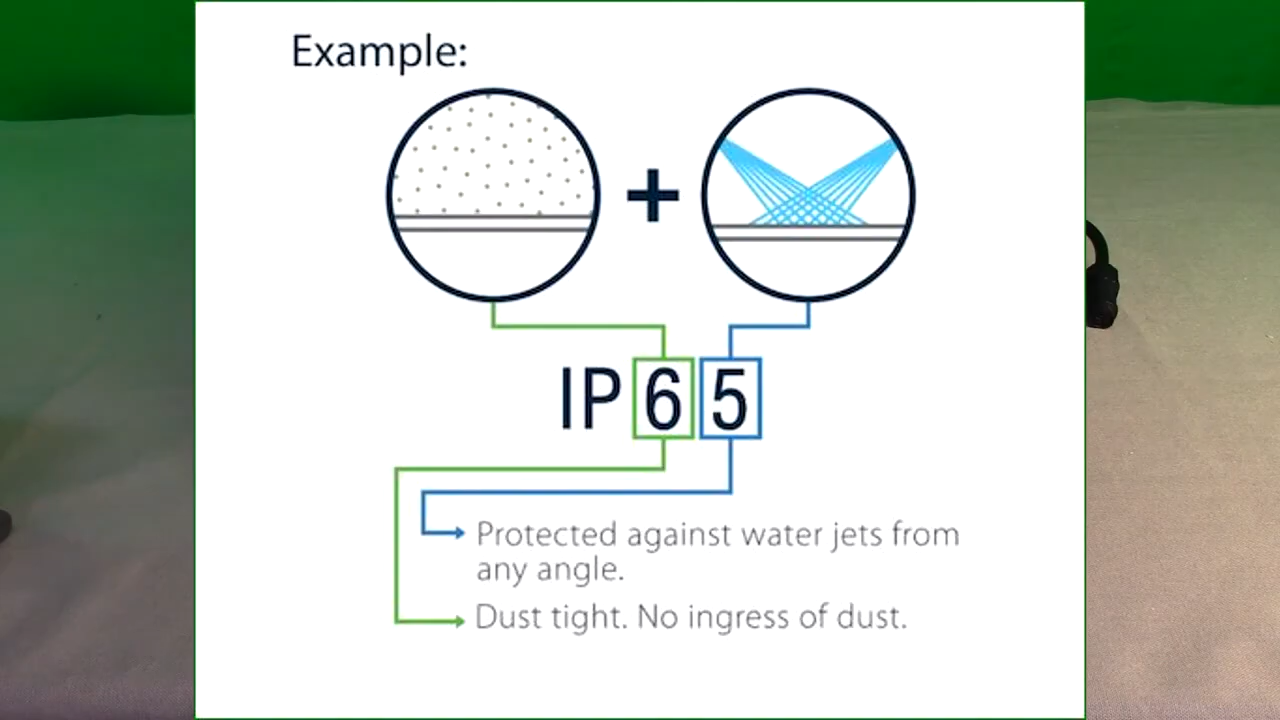 Example:
+
IP 6 5
Protected against water jets from
any angle.
Dust tight. No ingress of dust.